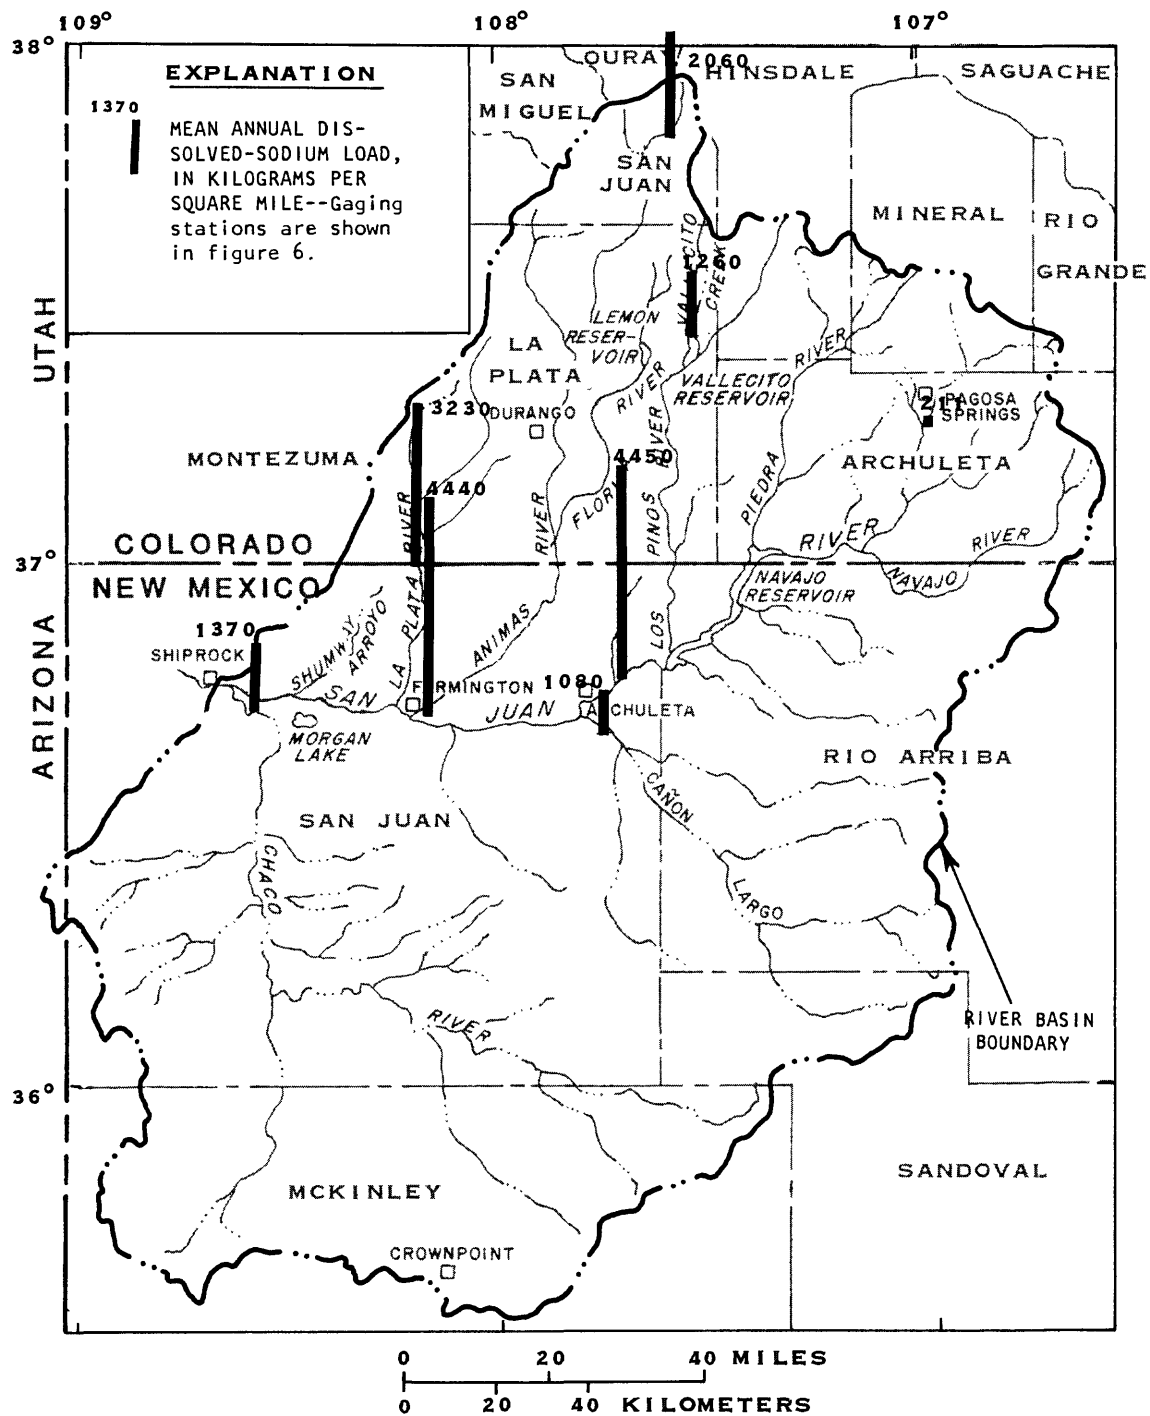 109°
108°
107°
38°
EXPLANATION
1370
MEAN ANNUAL DIS-
SOLVED-SODIUM LOAD,
IN KILOGRAMS PER
SQUARE MILE--Gaging
stations are shown
in figure 6.
OURAY
2060
HINSDALE
SAGUACHE
SAN
MIGUEL
SAN
JUAN
MINERAL
RIO
GRANDE
VALLECITO
CREEK
1260
UTAH
LEMON
RESER-
VOIR
LA
PLATA
RIVER
RIVER
VALLECITO
RESERVOIR
3230
DURANGO
211
PAGOSA
SPRINGS
MONTEZUMA
4450
ARCHULETA
4440
RIVER
RIVER
FLORIDA
RIVER
PINOS
PIEDRA
RIVER
RIVER
COLORADO
37°
NEW MEXICO
NAVAJO
RESERVOIR
NAVAJO
ARIZONA
1370
SHIPROCK
SHUMWAY
ARROYO
LA PLATA
ANIMAS
LOS
SAN
FARMINGTON
1080
JUAN
ARCHULETA
MORGAN
LAKE
RIO ARRIBA
CAÑON
SAN JUAN
CHACO
LARGO
RIVER
RIVER BASIN
BOUNDARY
36°
MCKINLEY
SANDOVAL
CROWNPOINT
0 20 40 MILES
0 20 40 KILOMETERS